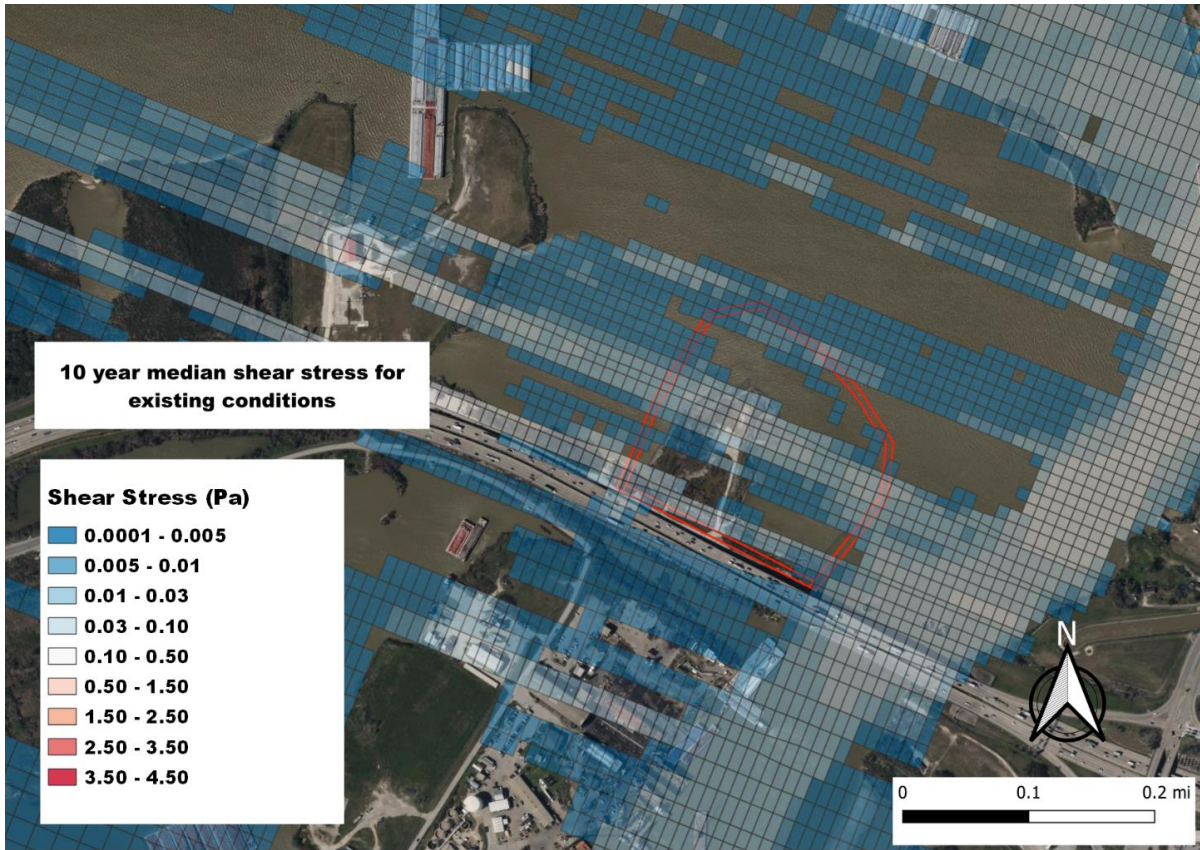 10 year median shear stress for
existing conditions
Shear Stress (Pa)
0.0001 - 0.005
0.005 - 0.01
0.01 - 0.03
0.03 - 0.10
0.10 - 0.50
0.50 - 1.50
1.50 - 2.50
2.50 - 3.50
3.50 - 4.50
N
0 0.1 0.2 mi